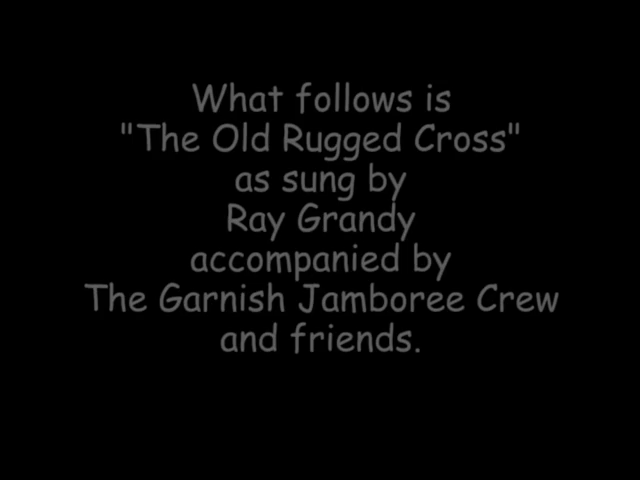 What follows is
"The Old Rugged Cross"
as sung by
Ray Grandy
accompanied by
The Garnish Jamboree Crew
and friends.